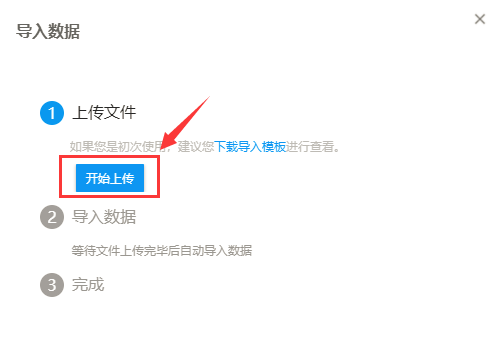 导入数据
1 上传文件
如果您是初次使用，建议您下载导入模板进行查看。
开始上传
2 导入数据
等待文件上传完毕后自动导入数据
3 完成